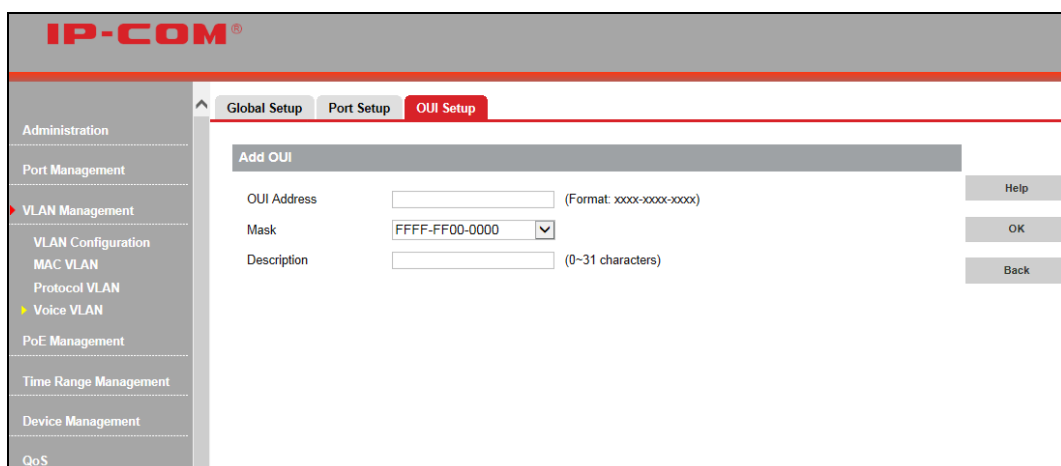 IP-COM®
Global Setup Port Setup OUI Setup
Administration
Port Management
VLAN Management
VLAN Configuration
MAC VLAN
Protocol VLAN
Voice VLAN
PoE Management
Time Range Management
Device Management
QoS
Add OUI
OUI Address (Format: xxxx-xxxx-xxxx)
Mask FFFF-FF00-0000
Description (0~31 characters)
Help
OK
Back